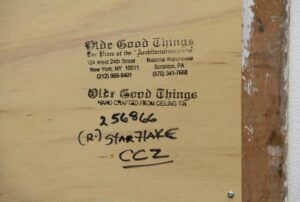 Olde Good Things
The Place of the "Architecturologists"
124 West 24th Street - National Warehouse
New York, NY 10011 Scranton, PA
(212) 989-8401 (570) 341-7668
Olde Good Things
HAND CRAFTED FROM CEILING TIN
256866
(R.) STARFLAKE
CCZ